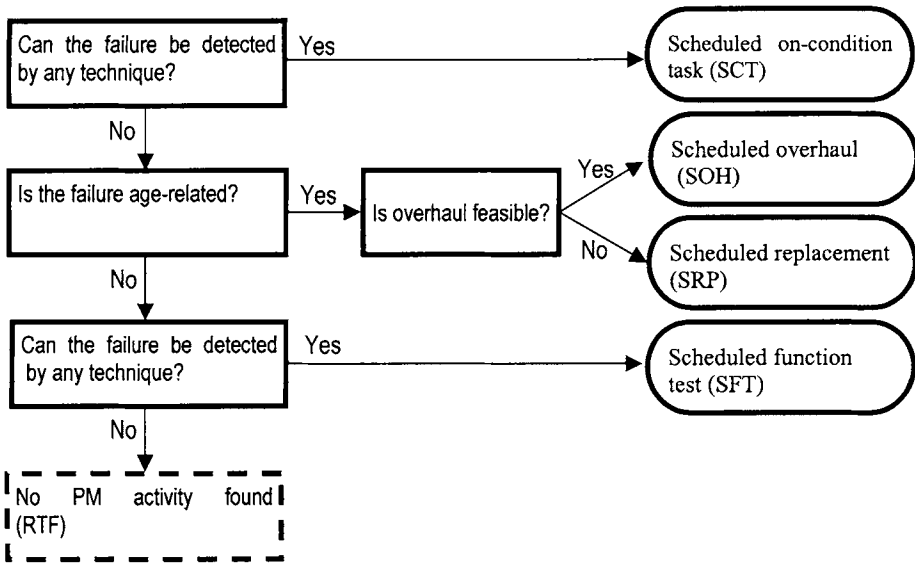 Can the failure be detected
by any technique?
Yes
Scheduled on-condition
task (SCT)
No
Is the failure age-related?
Yes
Is overhaul feasible?
Yes
Scheduled overhaul
(SOH)
No
Scheduled replacement
(SRP)
No
Can the failure be detected
by any technique?
Yes
Scheduled function
test (SFT)
No
No PM activity found
(RTF)